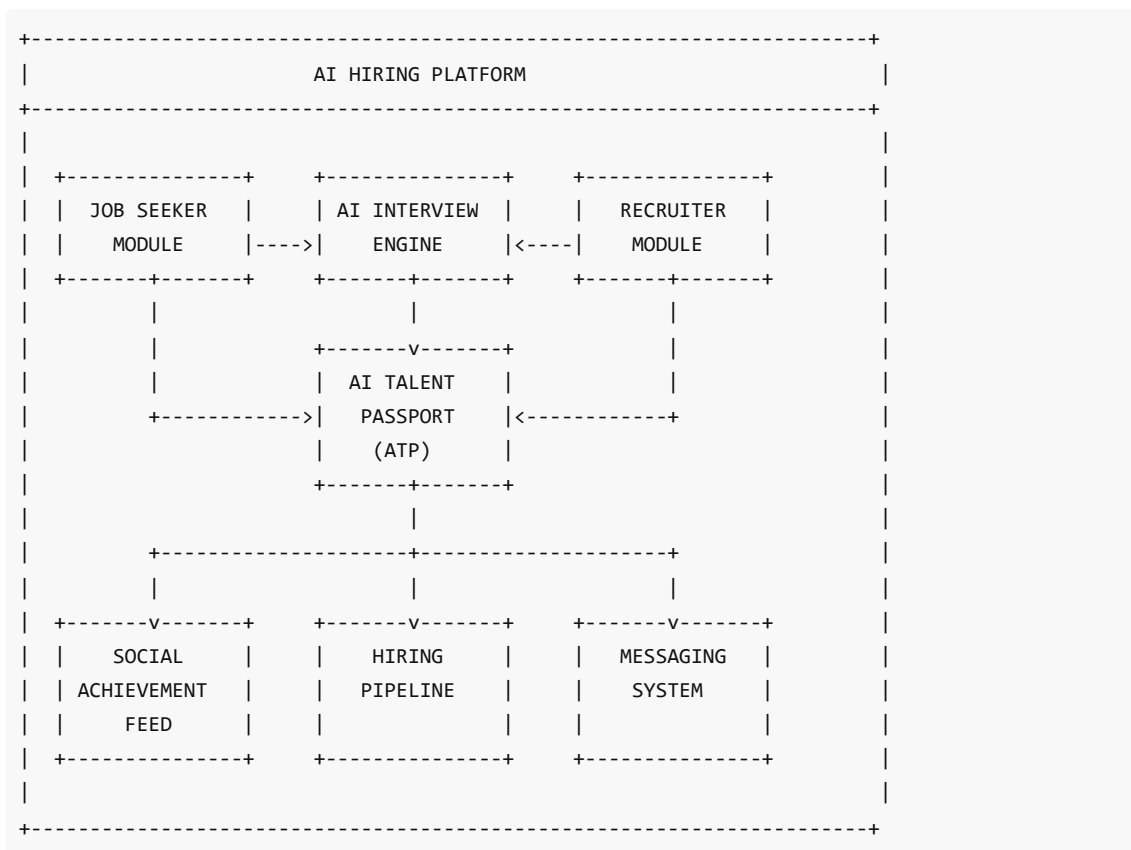 +-----------------------------------------------------------------------+
|                        AI HIRING PLATFORM                              |
+-----------------------------------------------------------------------+
|                                                                        |
|  +---------------+     +---------------+     +---------------+         |
|  |   JOB SEEKER   |     | AI INTERVIEW  |     |   RECRUITER   |         |
|  |     MODULE    |---->|    ENGINE     |<----|    MODULE     |         |
|  +-------+-------+     +-------+-------+     +-------+-------+         |
|          |                     |                     |                 |
|          |             +-------v-------+             |                 |
|          |             |  AI TALENT    |             |                 |
|          +------------>|   PASSPORT    |<------------+                 |
|                        |    (ATP)      |                               |
|                        +-------+-------+                               |
|                                |                                       |
|          +---------------------+---------------------+                 |
|          |                     |                     |                 |
|  +-------v-------+     +-------v-------+     +-------v-------+         |
|  |    SOCIAL     |     |    HIRING     |     |   MESSAGING   |         |
|  | ACHIEVEMENT   |     |   PIPELINE    |     |    SYSTEM     |         |
|  |     FEED      |     |               |     |               |         |
|  +---------------+     +---------------+     +---------------+         |
|                                                                        |
+-----------------------------------------------------------------------+